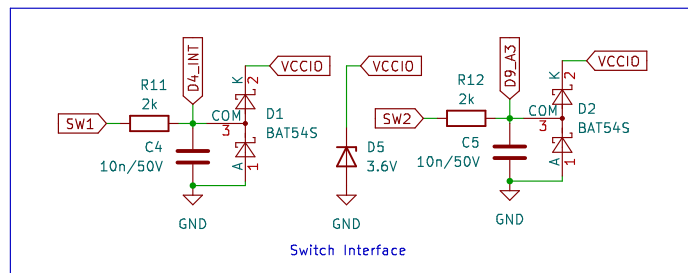 D4_INT
VCCIO
K
2
R11
2k
SW1
COM
3
D1
BAT54S
C4
10n/50V
A
1
GND
VCCIO
D5
3.6V
GND
D9_A3
VCCIO
K
2
R12
2k
SW2
COM
3
D2
BAT54S
C5
10n/50V
A
1
GND
Switch Interface